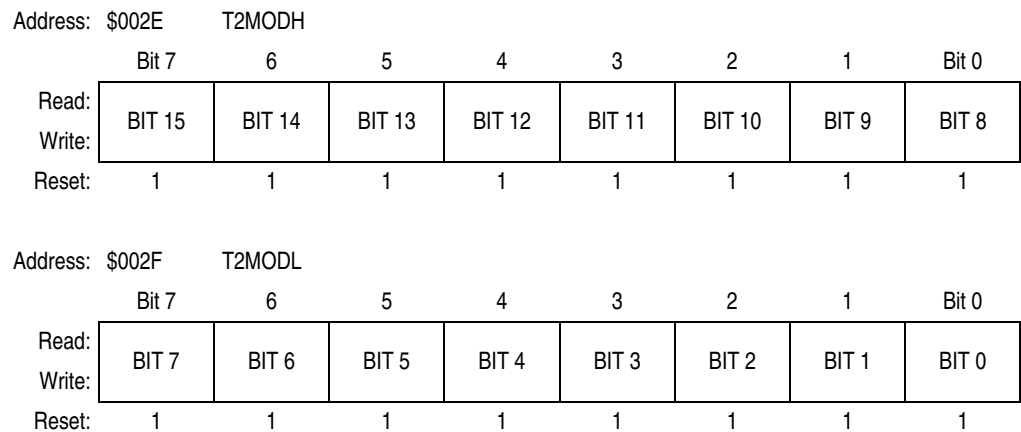 Address: $002E T2MODH
Bit 7 6 5 4 3 2 1 Bit 0
Read:
BIT 15 BIT 14 BIT 13 BIT 12 BIT 11 BIT 10 BIT 9 BIT 8
Write:
Reset: 1 1 1 1 1 1 1 1
Address: $002F T2MODL
Bit 7 6 5 4 3 2 1 Bit 0
Read:
BIT 7 BIT 6 BIT 5 BIT 4 BIT 3 BIT 2 BIT 1 BIT 0
Write:
Reset: 1 1 1 1 1 1 1 1